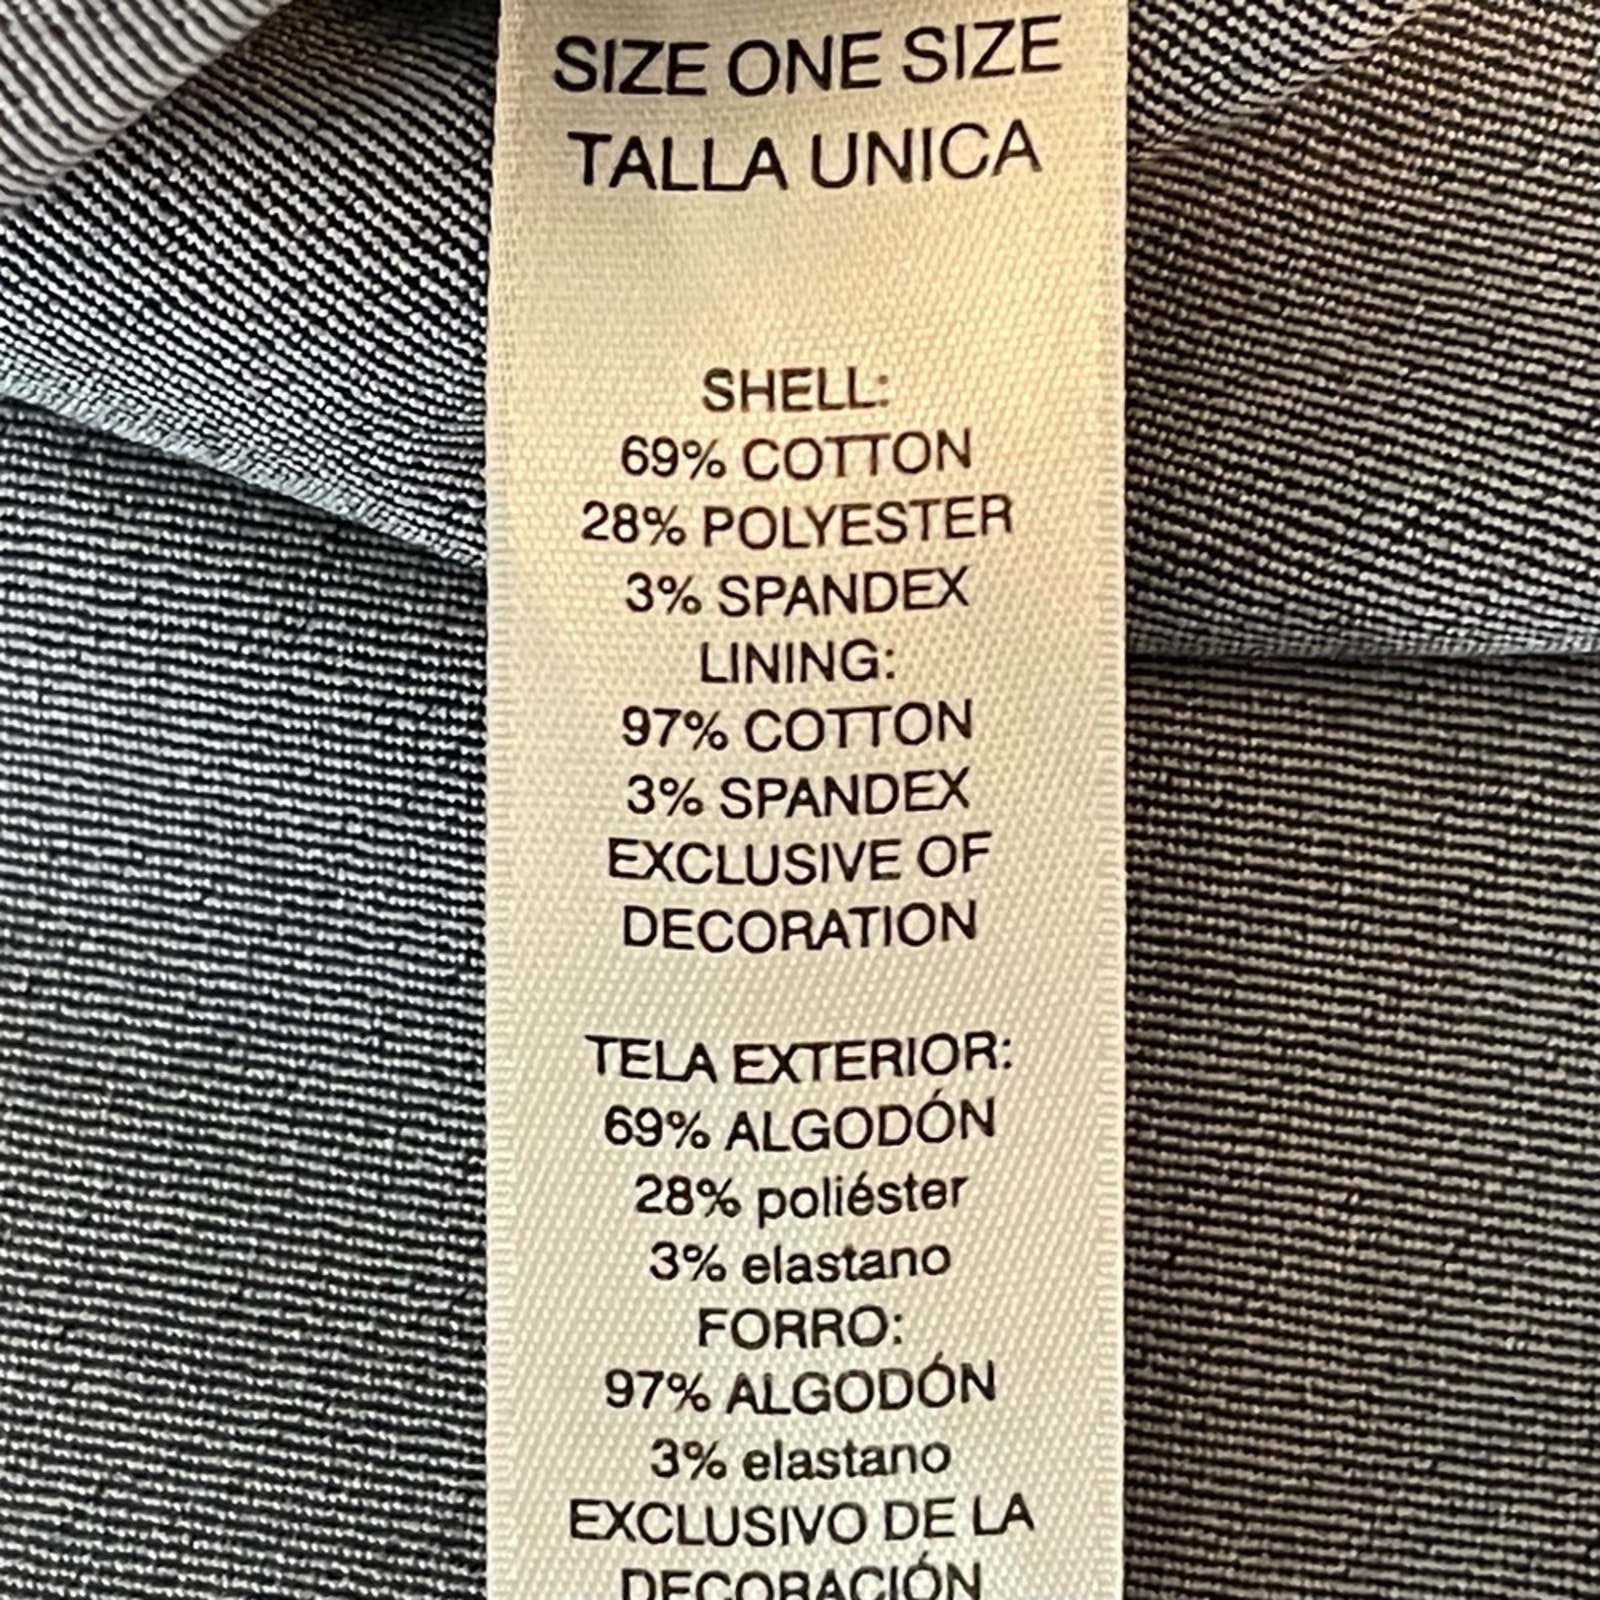 SIZE ONE SIZE
TALLA UNICA
SHELL:
69% COTTON
28% POLYESTER
3% SPANDEX
LINING:
97% COTTON
3% SPANDEX
EXCLUSIVE OF
DECORATION
TELA EXTERIOR:
69% ALGODÓN
28% poliéster
3% elastano
FORRO:
97% ALGODÓN
3% elastano
EXCLUSIVO DE LA
DECORACIÓN